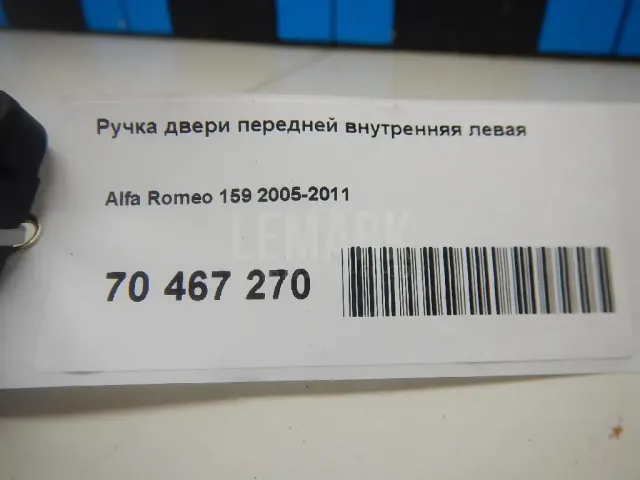 Ручка двери передней внутренняя левая
Alfa Romeo 159 2005-2011
LEMARK
70 467 270